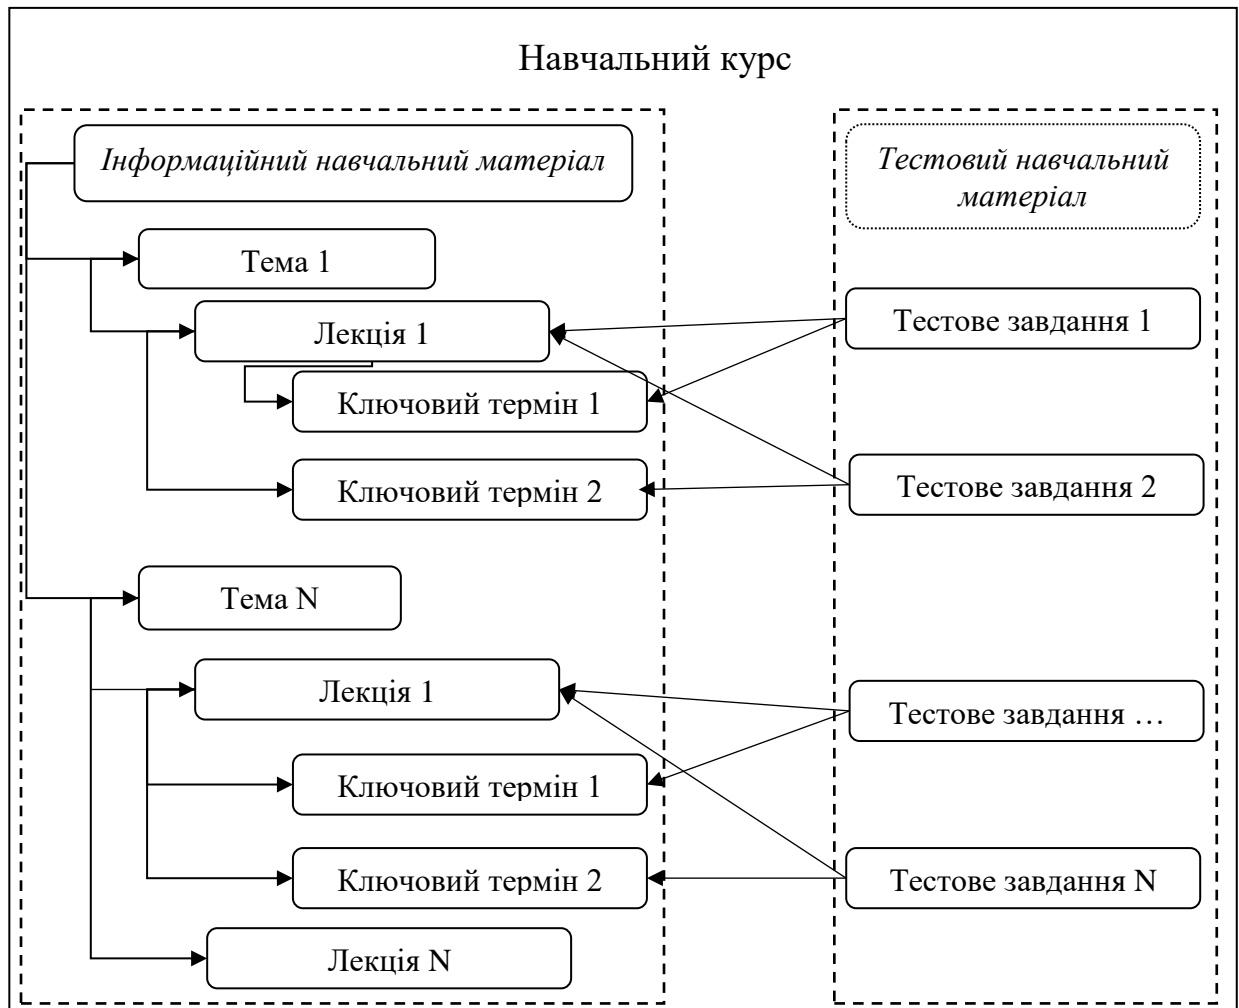 Навчальний курс
Інформаційний навчальний матеріал
Тема 1
Лекція 1
Ключовий термін 1
Ключовий термін 2
Тема N
Лекція 1
Ключовий термін 1
Ключовий термін 2
Лекція N
Тестовий навчальний
матеріал
Тестове завдання 1
Тестове завдання 2
Тестове завдання …
Тестове завдання N